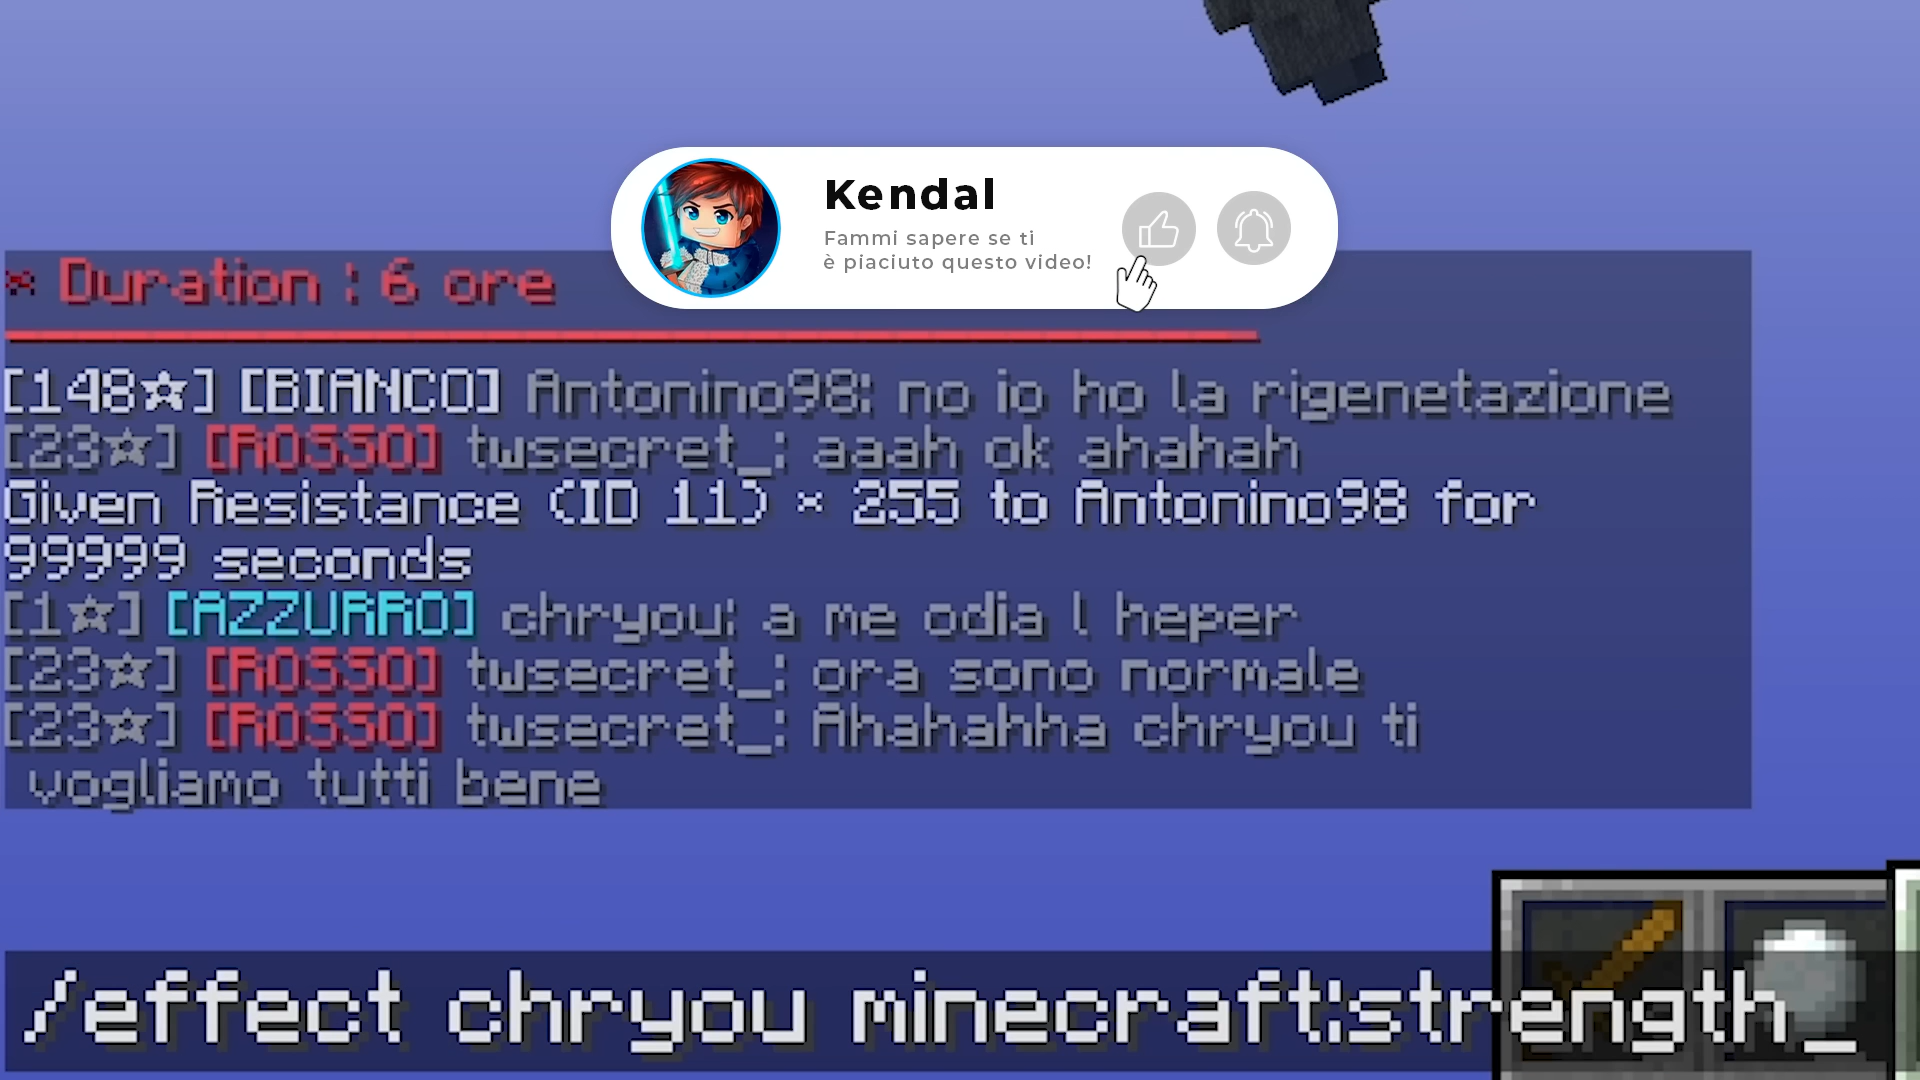 Kendal
Fammi sapere se ti
è piaciuto questo video!
× Duration : 6 ore
[148☆] [BIANCO] Antonino98: no io ho la rigenetazione
[23☆] [ROSSO] twsecret_: aaah ok ahahah
Given Resistance (ID 11) × 255 to Antonino98 for
99999 seconds
[1☆] [AZZURRO] chryou: a me odia l heper
[23☆] [ROSSO] twsecret_: ora sono normale
[23☆] [ROSSO] twsecret_: Ahahahha chryou ti
vogliamo tutti bene
/effect chryou minecraft:strength_